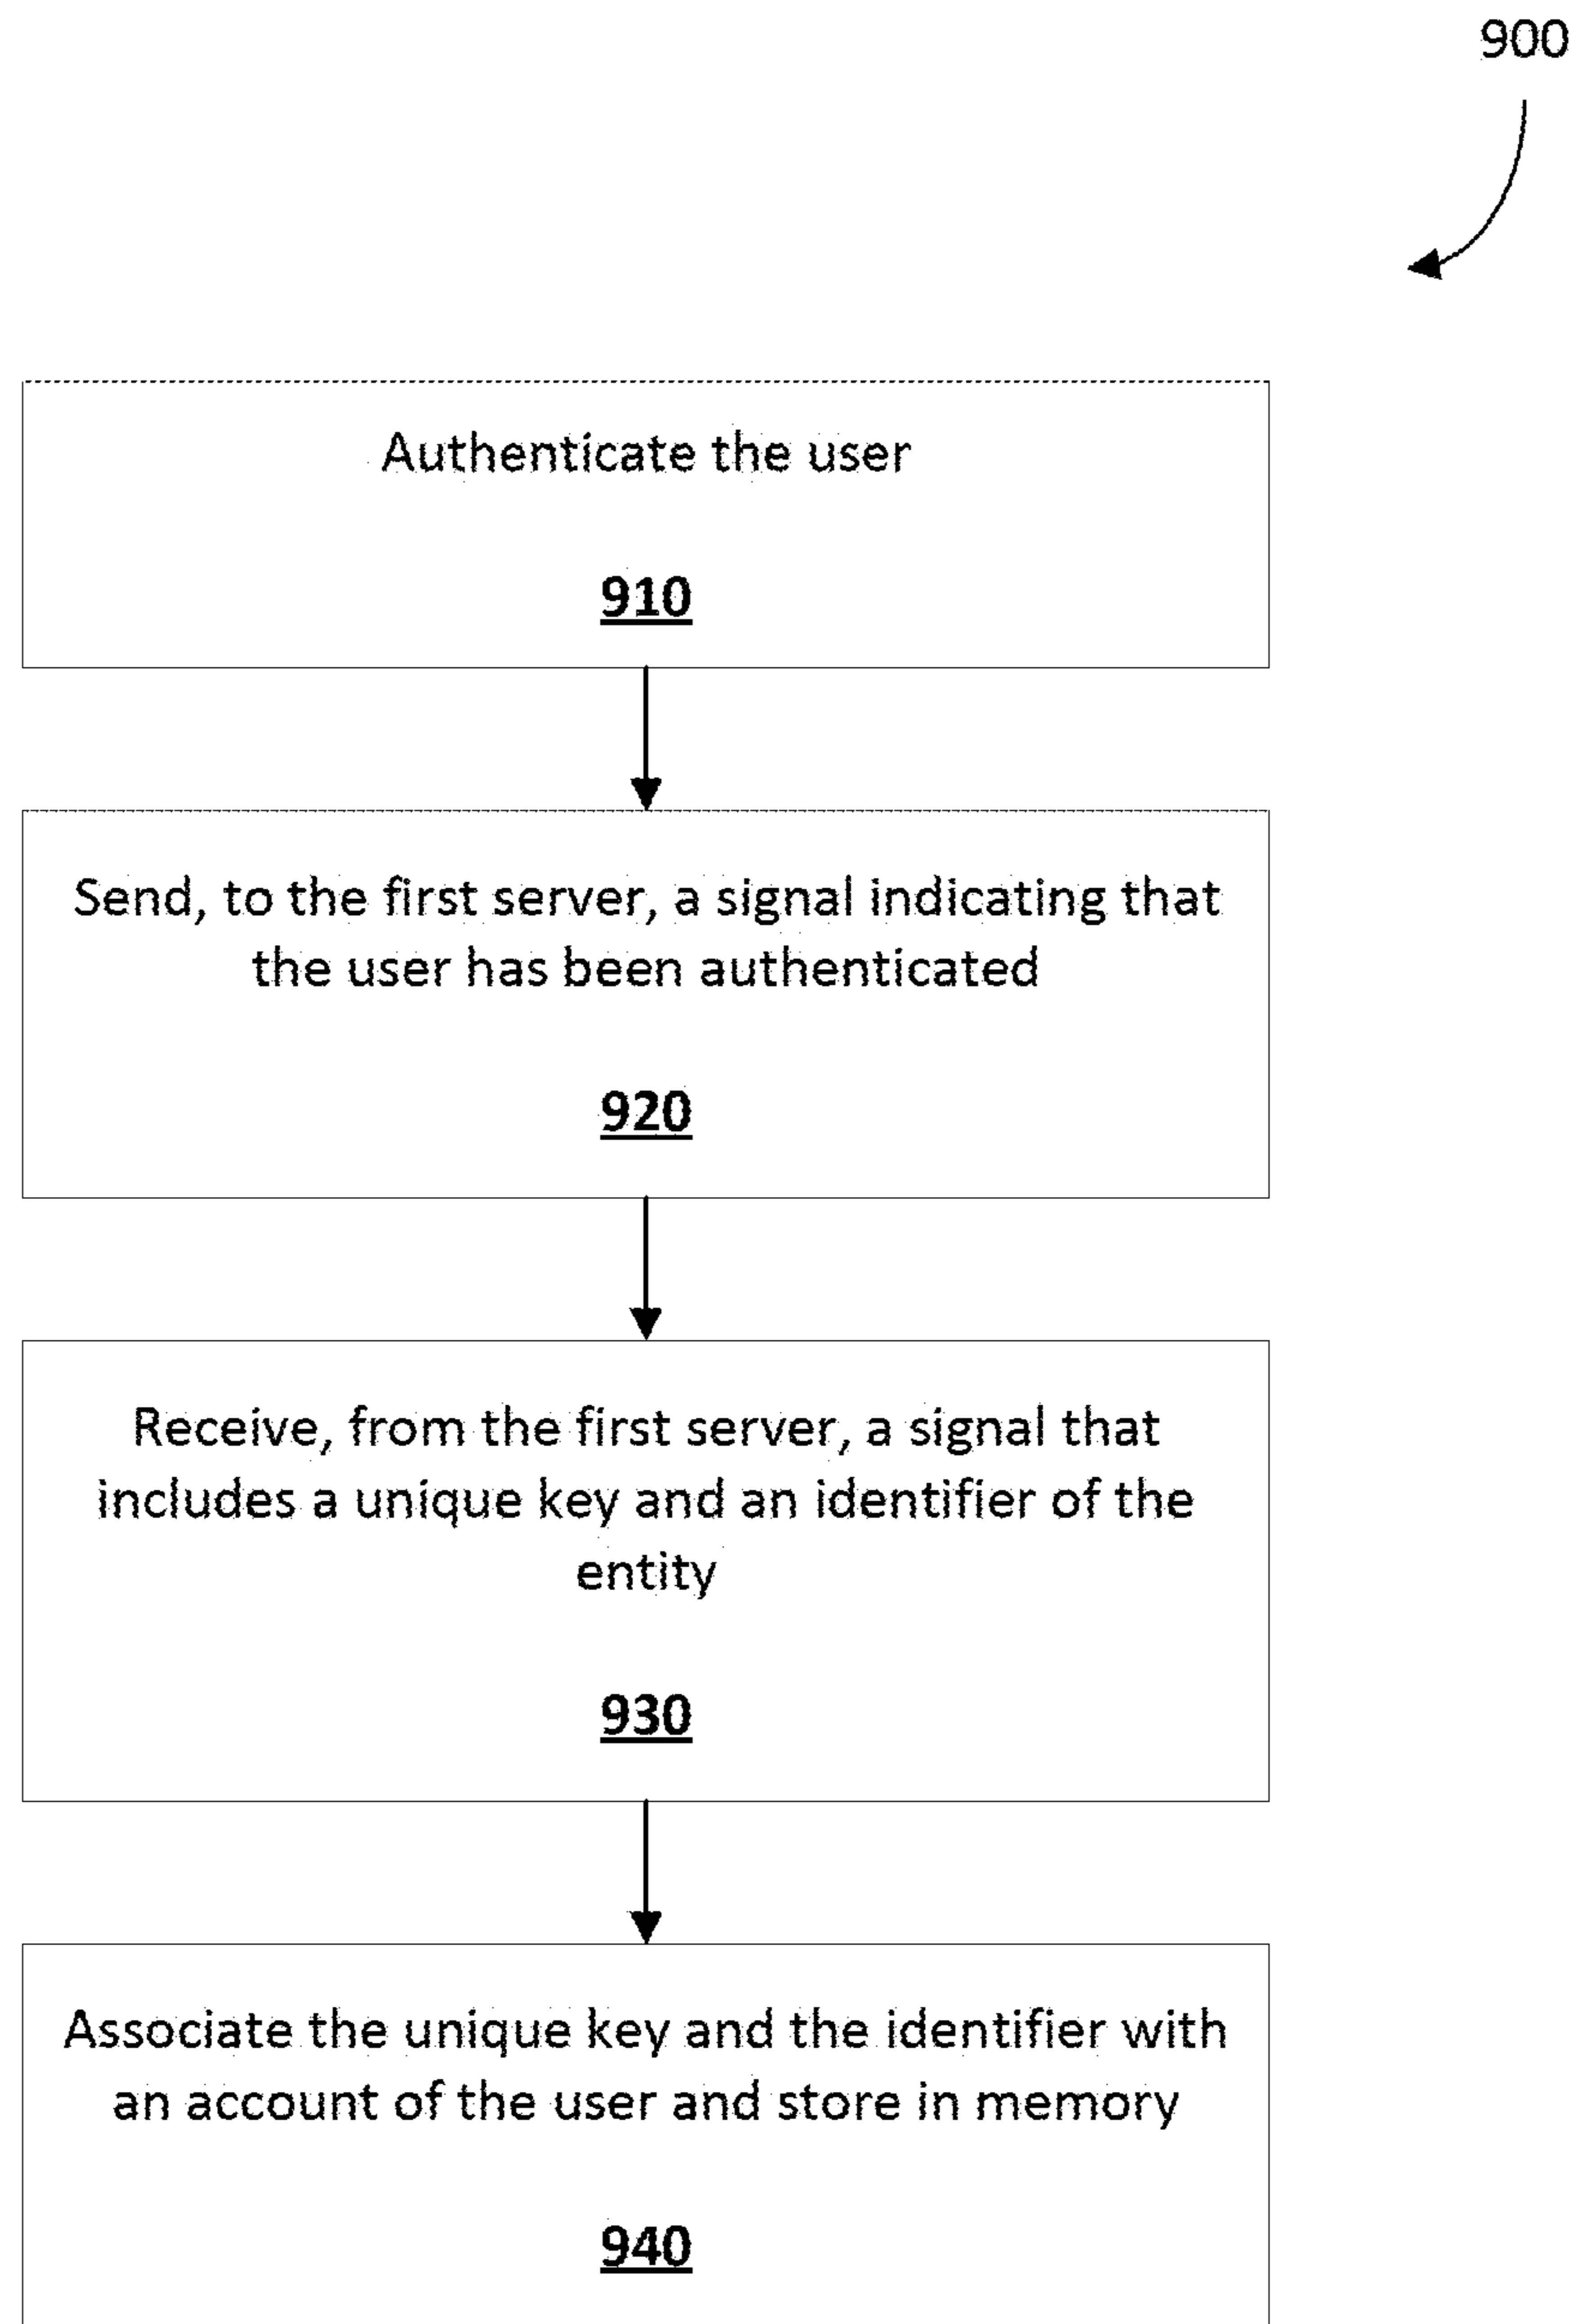 900
Authenticate the user
910
Send, to the first server, a signal indicating that
the user has been authenticated
920
Receive, from the first server, a signal that
includes a unique key and an identifier of the
entity
930
Associate the unique key and the identifier with
an account of the user and store in memory
940